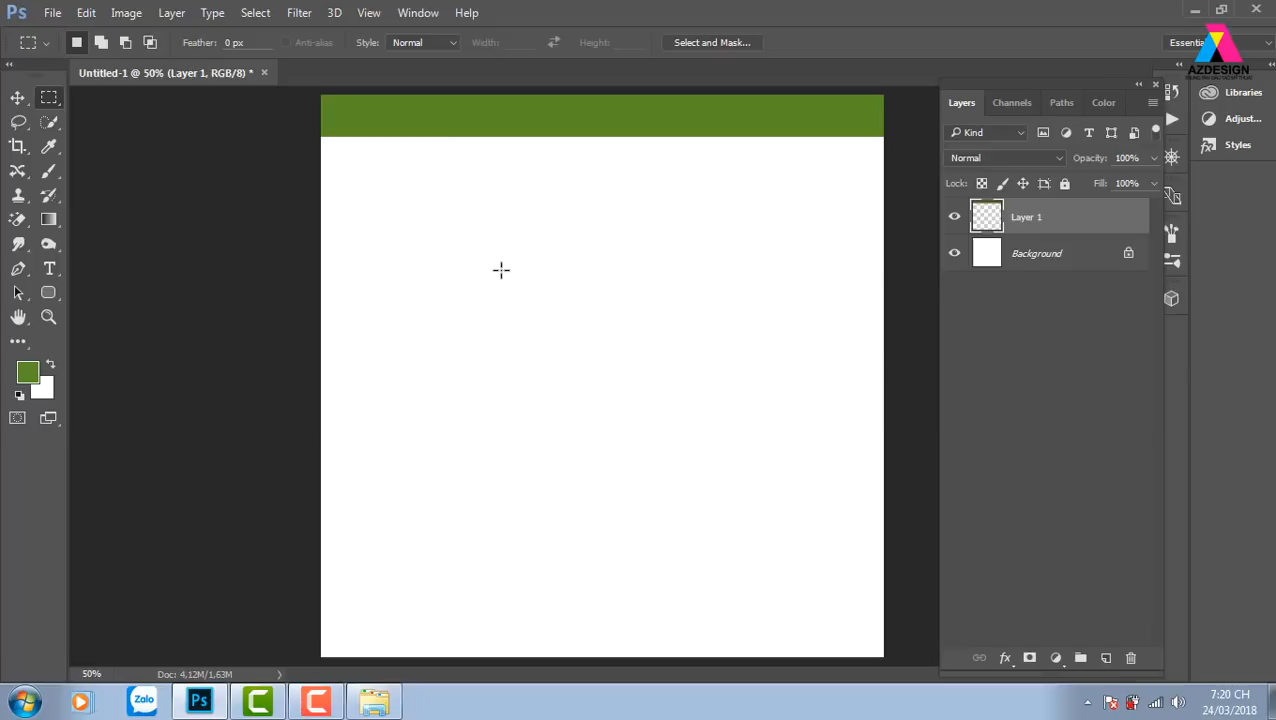 Ps File Edit Image Layer Type Select Filter 3D View Window Help
Feather: 0 px Anti-alias Style: Normal Width: Height: Select and Mask... Essentia
AZDESIGN
Untitled-1 @ 50% (Layer 1, RGB/8) *
Layers Channels Paths Color
Libraries
Adjust...
Styles
Kind
Normal Opacity: 100%
Lock: Fill: 100%
Layer 1
Background
50% Doc: 4,12M/1,63M
Zalo Ps
7:20 CH
24/03/2018